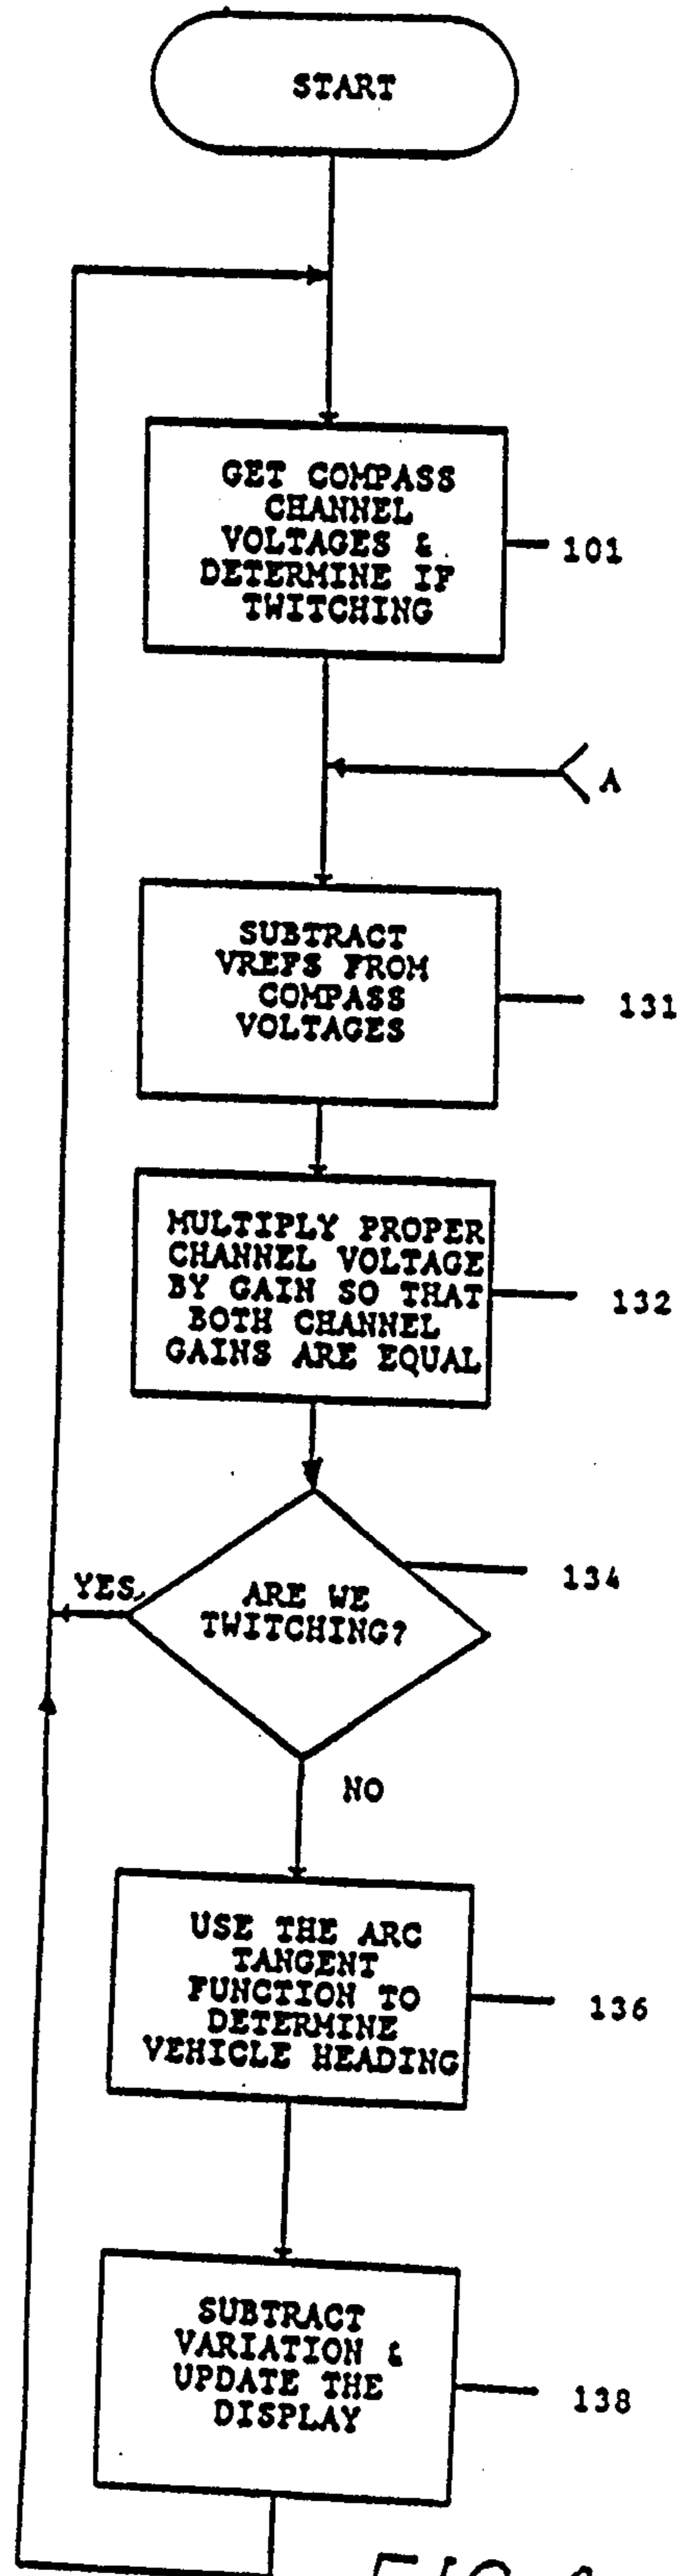 START
GET COMPASS
CHANNEL
VOLTAGES &
DETERMINE IF
TWITCHING
101
A
SUBTRACT
VREFS FROM
COMPASS
VOLTAGES
131
MULTIPLY PROPER
CHANNEL VOLTAGE
BY GAIN SO THAT
BOTH CHANNEL
GAINS ARE EQUAL
132
YES
ARE WE
TWITCHING?
134
NO
USE THE ARC
TANGENT
FUNCTION TO
DETERMINE
VEHICLE HEADING
136
SUBTRACT
VARIATION &
UPDATE THE
DISPLAY
138